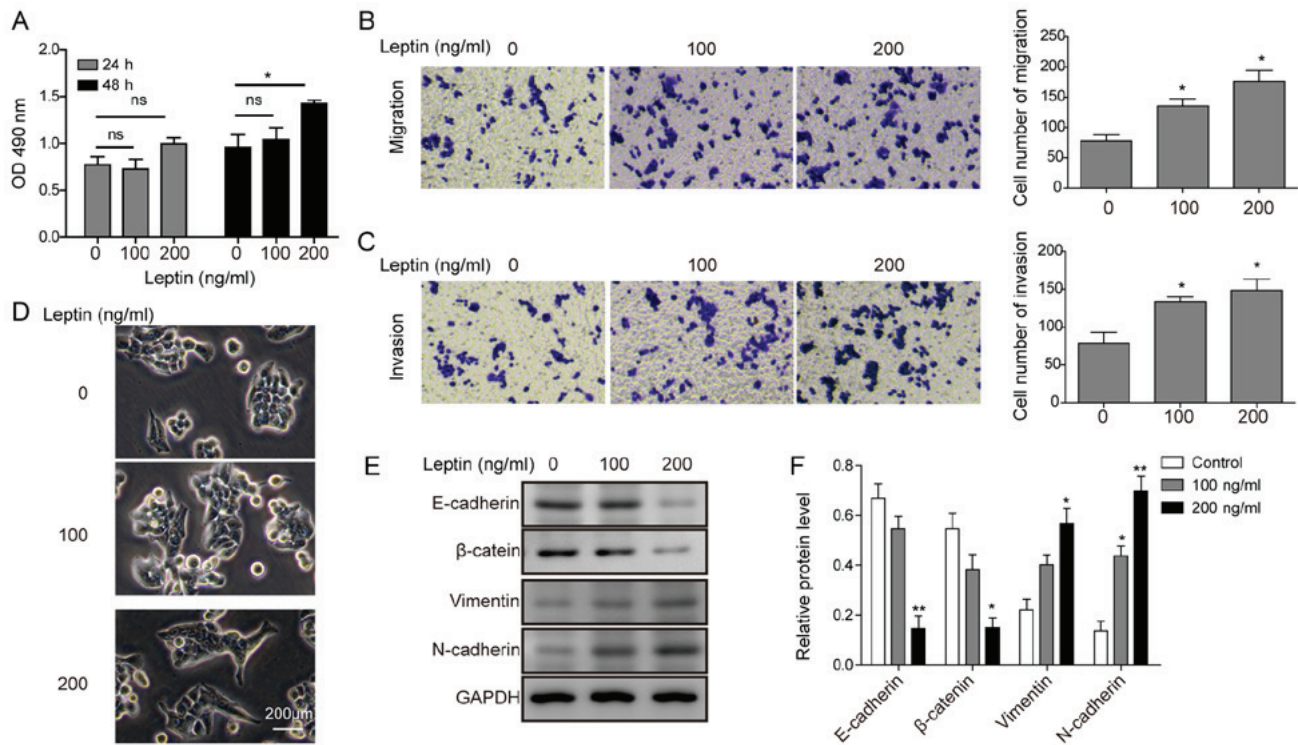 A
2.0
1.5
1.0
0.5
0.0
OD 490 nm
24 h
48 h
ns
ns
ns
*
0 100 200 0 100 200
Leptin (ng/ml)
B
Leptin (ng/ml) 0 100 200
Migration
Cell number of migration
250
200
150
100
50
0
*
*
0 100 200
C
Leptin (ng/ml) 0 100 200
Invasion
Cell number of invasion
200
150
100
50
0
*
*
0 100 200
D
Leptin (ng/ml)
0
100
200
200μm
E
Leptin (ng/ml) 0 100 200
E-cadherin
β-catein
Vimentin
N-cadherin
GAPDH
F
Relative protein level
0.8
0.6
0.4
0.2
0.0
Control
100 ng/ml
200 ng/ml
**
*
*
*
**
E-cadherin
β-catenin
Vimentin
N-cadherin